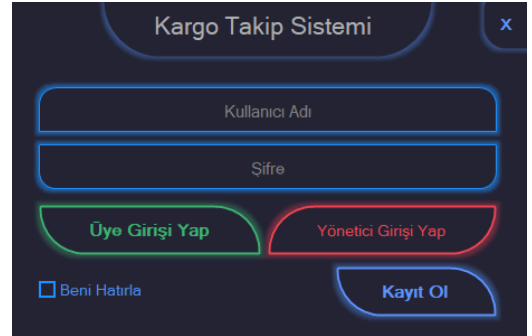 Kargo Takip Sistemi
x
Kullanıcı Adı
Şifre
Üye Girişi Yap
Yönetici Girişi Yap
Beni Hatırla
Kayıt Ol